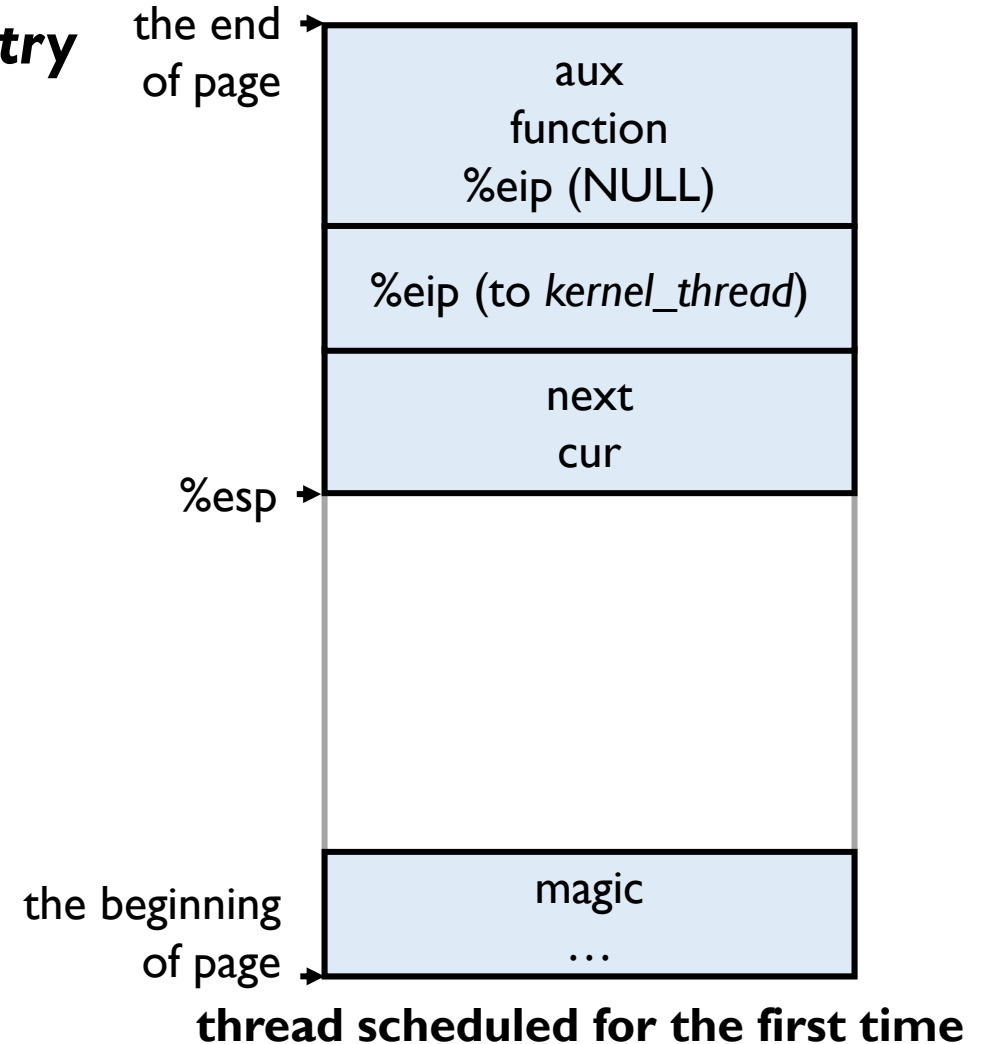 try
the end
of page
aux
function
%eip (NULL)
%eip (to kernel_thread)
next
cur
%esp
magic
...
the beginning
of page
thread scheduled for the first time